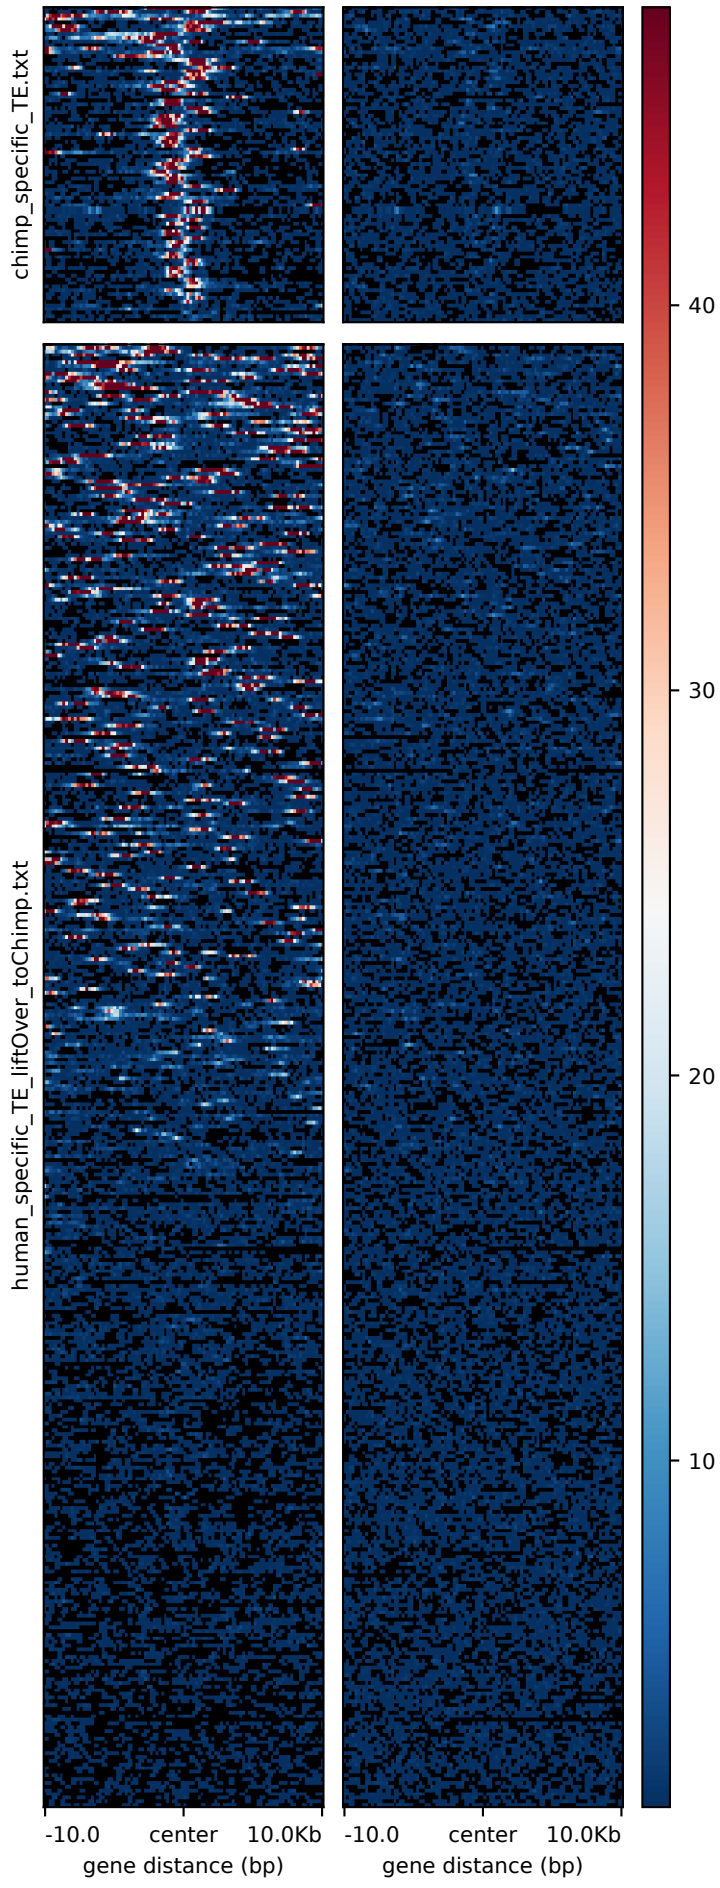 chimp_specific_TE.txt
human_specific_TE_liftOver_toChimp.txt
-10.0 center 10.0Kb
gene distance (bp)
-10.0 center 10.0Kb
gene distance (bp)
40
30
20
10